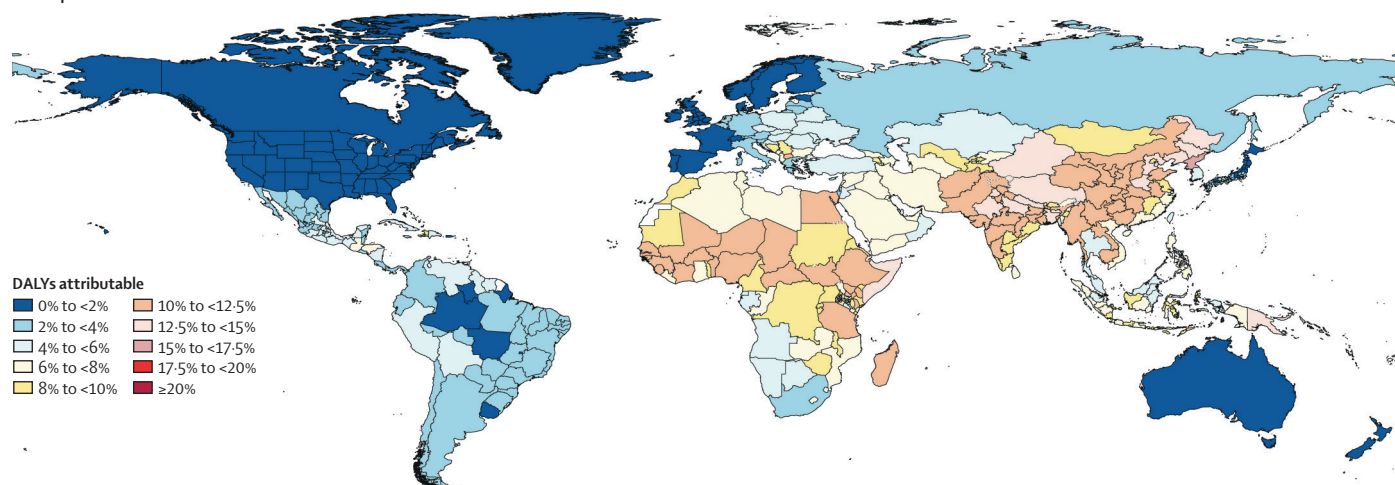 DALYs attributable
0% to <2%
2% to <4%
4% to <6%
6% to <8%
8% to <10%
10% to <12·5%
12·5% to <15%
15% to <17·5%
17·5% to <20%
≥20%